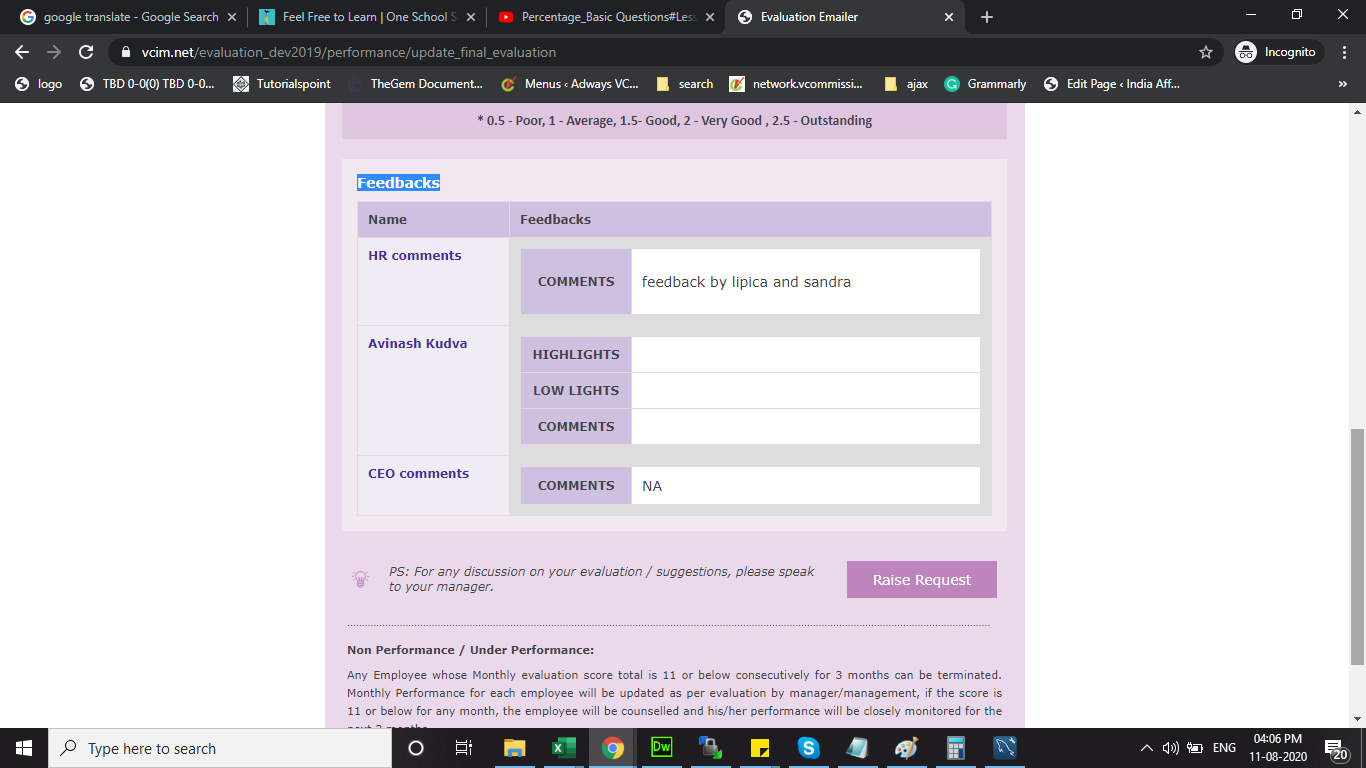 google translate - Google Search
Feel Free to Learn | One School S
Percentage_Basic Questions#Less
Evaluation Emailer
vcim.net/evaluation_dev2019/performance/update_final_evaluation
Incognito
logo
TBD 0-0(0) TBD 0-0...
Tutorialspoint
TheGem Document...
Menus ‹ Adways VC...
search
network.vcommissi...
ajax
Grammarly
Edit Page ‹ India Aff...
»
* 0.5 - Poor, 1 - Average, 1.5- Good, 2 - Very Good , 2.5 - Outstanding
Feedbacks
Name Feedbacks
HR comments
COMMENTS feedback by lipica and sandra
Avinash Kudva
HIGHLIGHTS
LOW LIGHTS
COMMENTS
CEO comments
COMMENTS NA
PS: For any discussion on your evaluation / suggestions, please speak
to your manager.
Raise Request
Non Performance / Under Performance:
Any Employee whose Monthly evaluation score total is 11 or below consecutively for 3 months can be terminated.
Monthly Performance for each employee will be updated as per evaluation by manager/management, if the score is
11 or below for any month, the employee will be counselled and his/her performance will be closely monitored for the
Type here to search
Dw
ENG
04:06 PM
11-08-2020
20